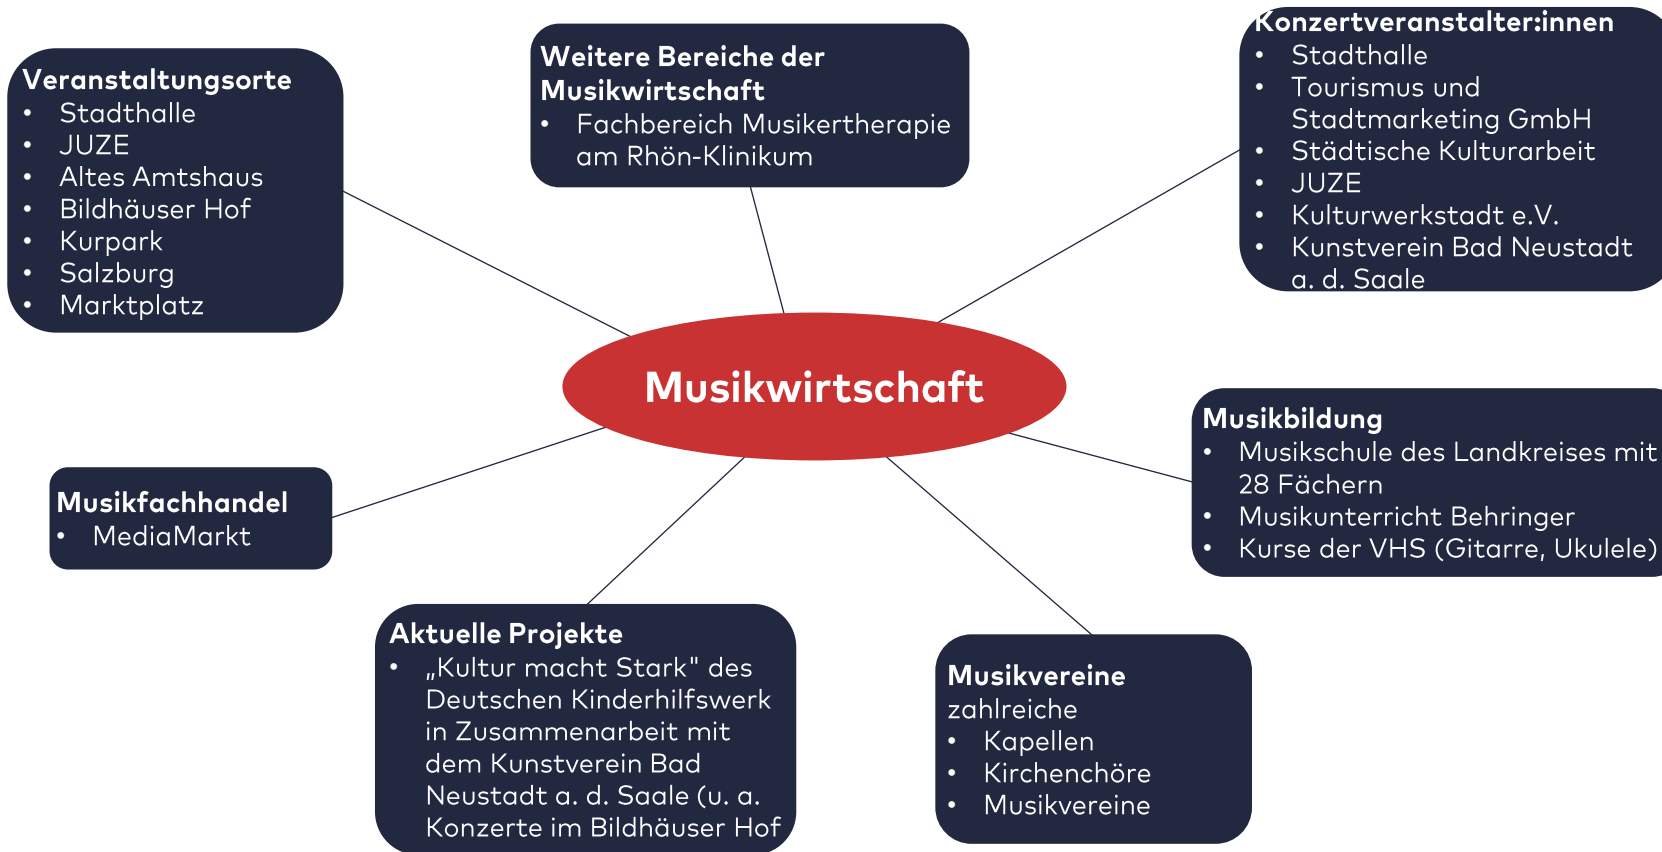 Veranstaltungsorte
• Stadthalle
• JUZE
• Altes Amtshaus
• Bildhäuser Hof
• Kurpark
• Salzburg
• Marktplatz
Weitere Bereiche der
Musikwirtschaft
• Fachbereich Musikertherapie
am Rhön-Klinikum
Konzertveranstalter:innen
• Stadthalle
• Tourismus und
Stadtmarketing GmbH
• Städtische Kulturarbeit
• JUZE
• Kulturwerkstadt e.V.
• Kunstverein Bad Neustadt
a. d. Saale
Musikwirtschaft
Musikfachhandel
• MediaMarkt
Musikbildung
• Musikschule des Landkreises mit
28 Fächern
• Musikunterricht Behringer
• Kurse der VHS (Gitarre, Ukulele)
Aktuelle Projekte
• „Kultur macht Stark" des
Deutschen Kinderhilfswerk
in Zusammenarbeit mit
dem Kunstverein Bad
Neustadt a. d. Saale (u. a.
Konzerte im Bildhäuser Hof
Musikvereine
zahlreiche
• Kapellen
• Kirchenchöre
• Musikvereine